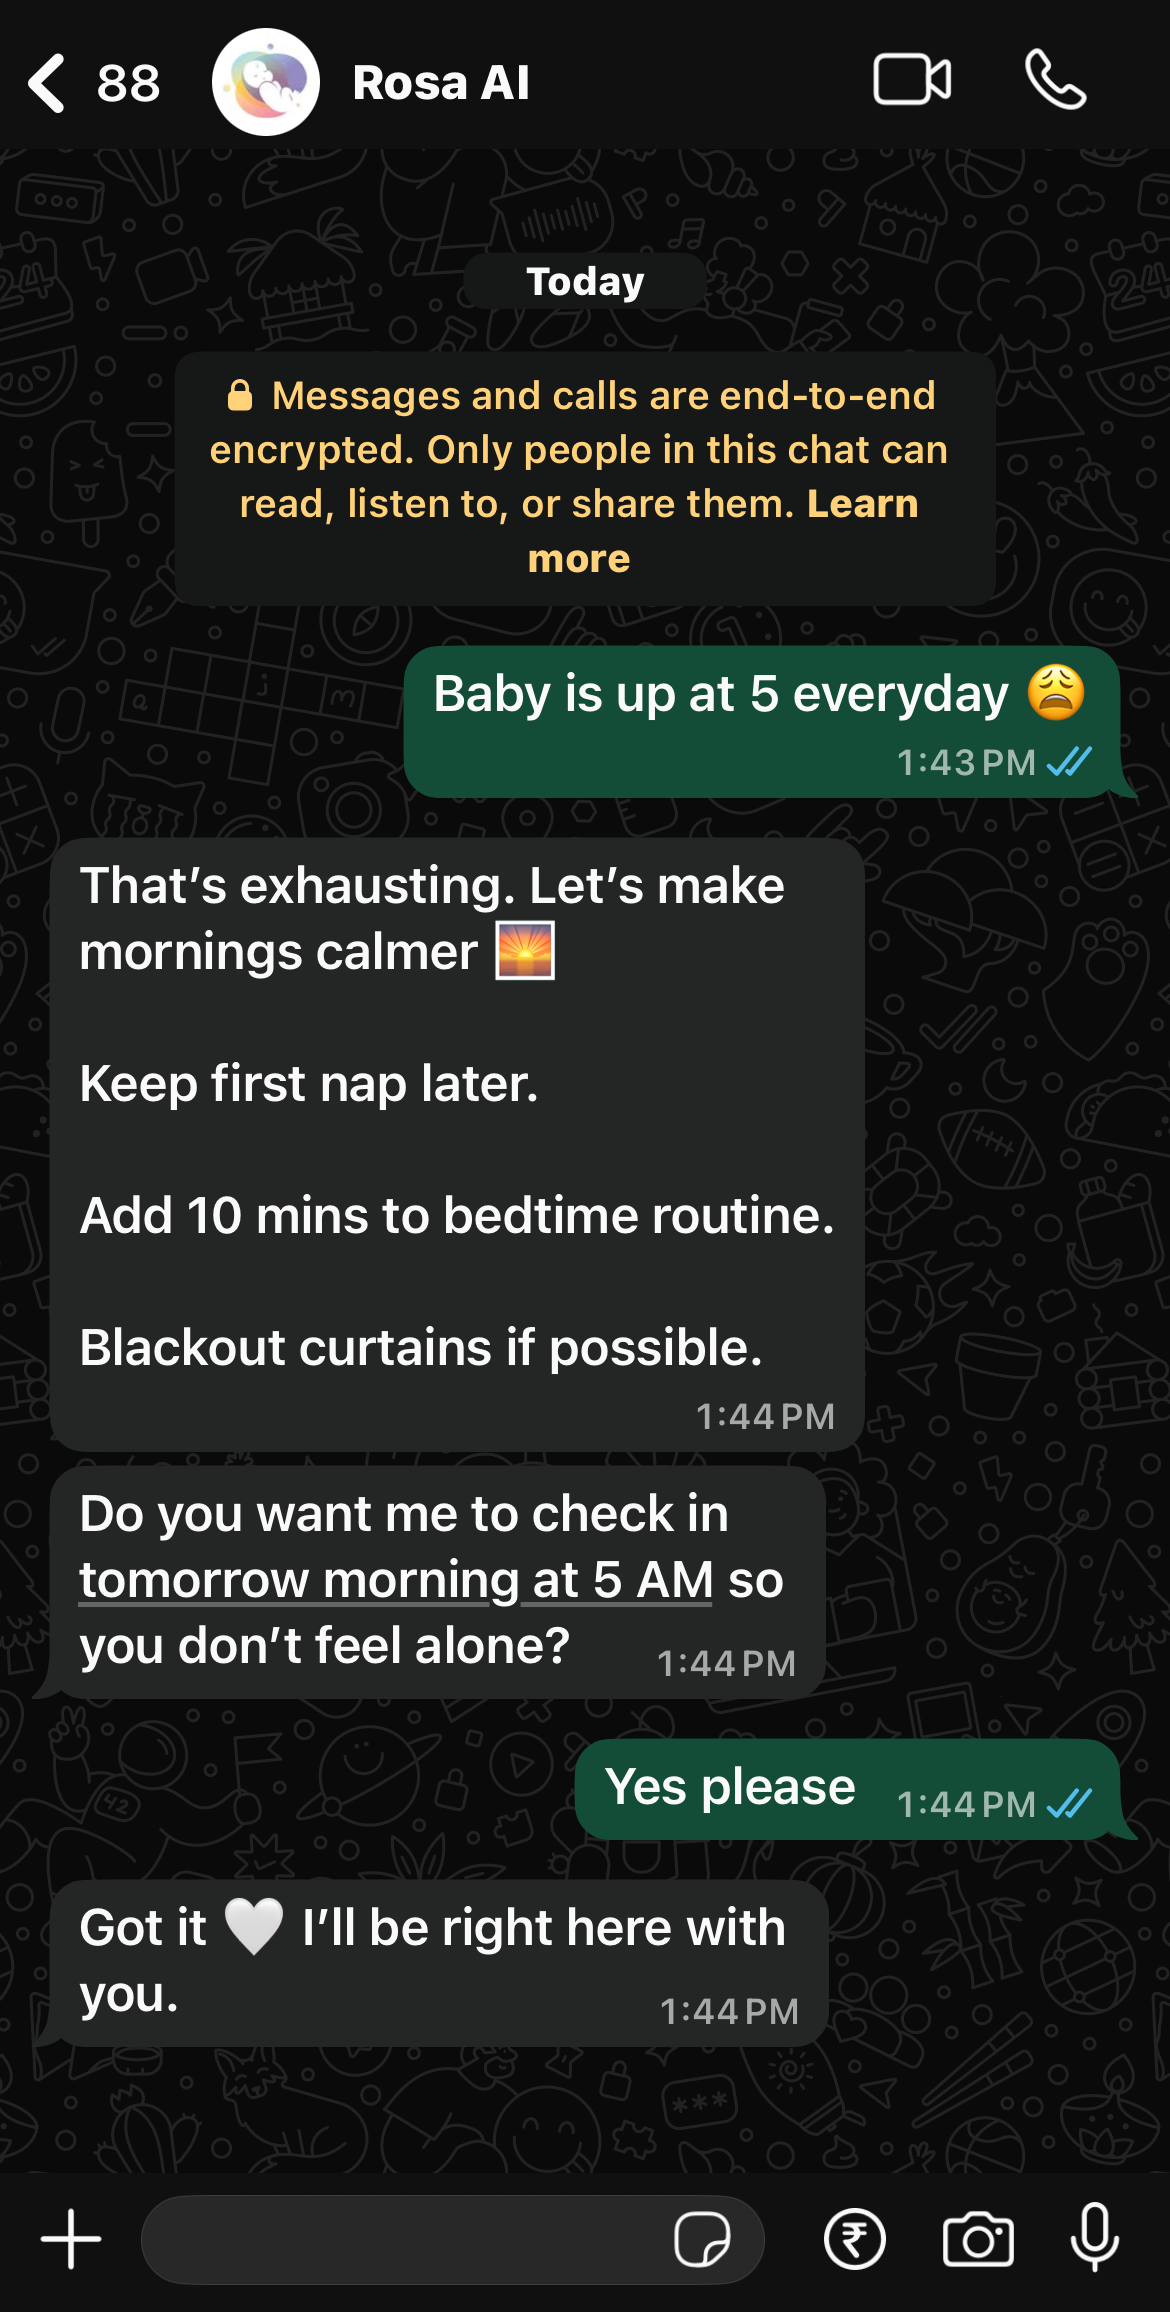 88 Rosa AI
Today
🔒 Messages and calls are end-to-end
encrypted. Only people in this chat can
read, listen to, or share them. Learn
more
Baby is up at 5 everyday 😩
1:43 PM
That’s exhausting. Let’s make
mornings calmer 🌅
Keep first nap later.
Add 10 mins to bedtime routine.
Blackout curtains if possible.
1:44 PM
Do you want me to check in
tomorrow morning at 5 AM so
you don’t feel alone? 1:44 PM
Yes please 1:44 PM
Got it 🤍 I’ll be right here with
you. 1:44 PM
₹